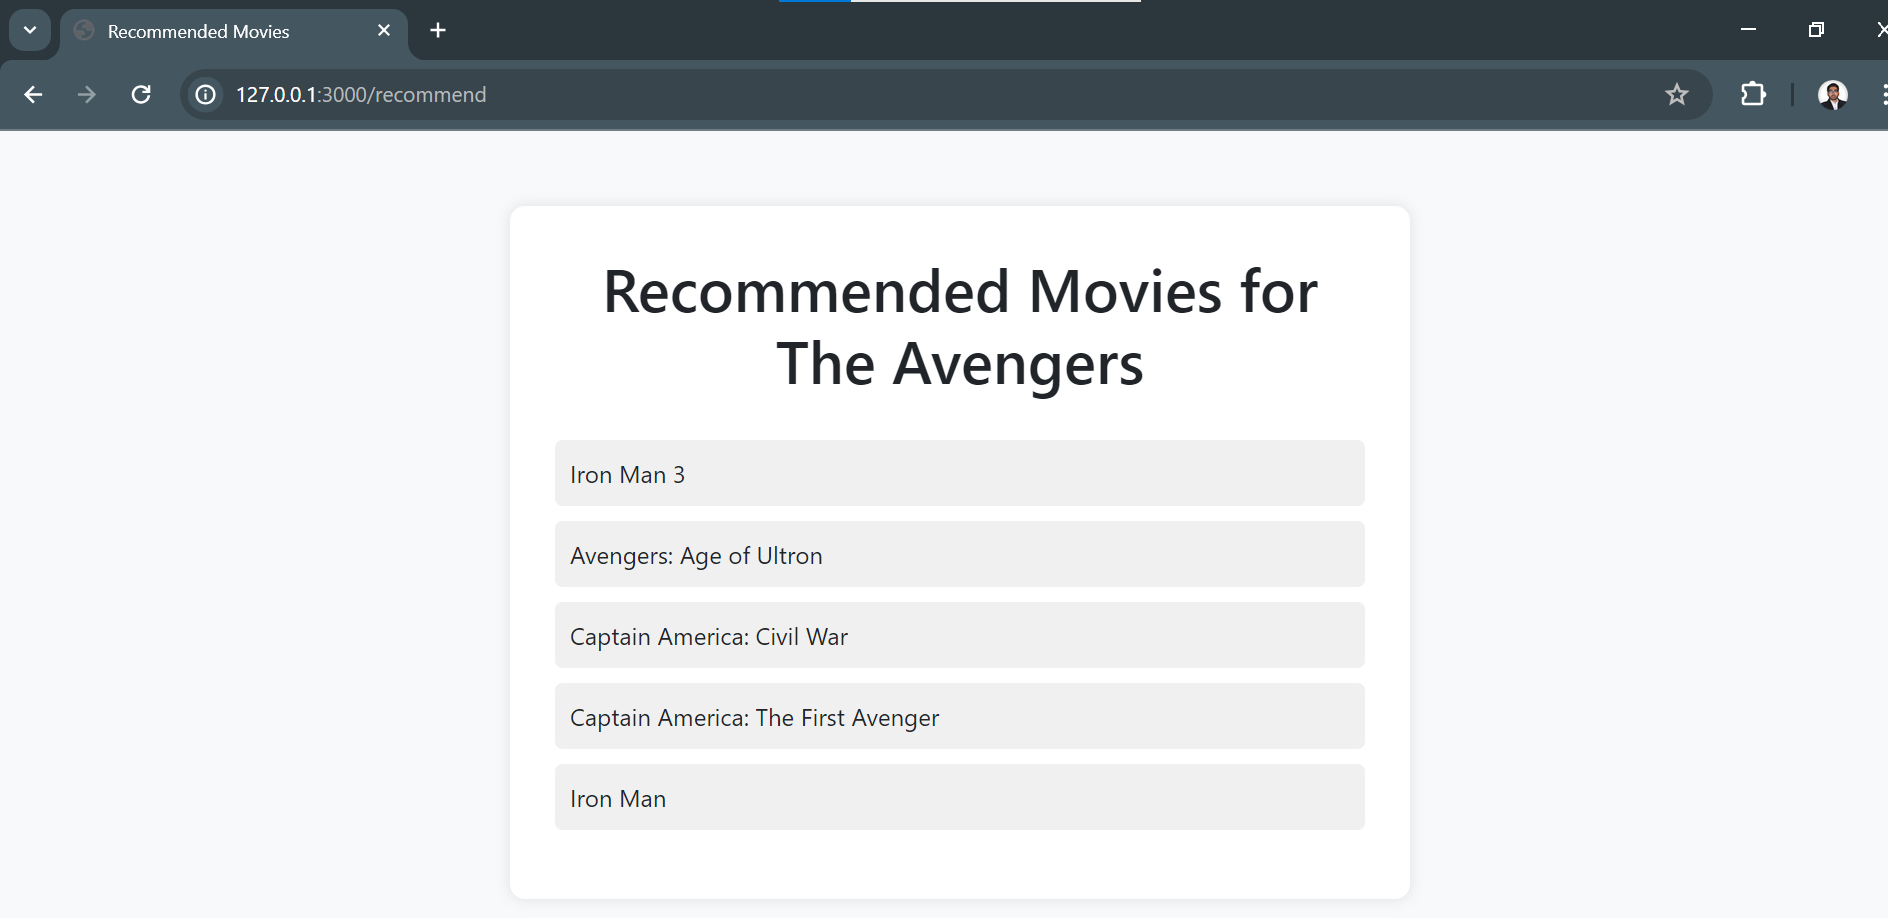 Recommended Movies
127.0.0.1:3000/recommend
Recommended Movies for
The Avengers
Iron Man 3
Avengers: Age of Ultron
Captain America: Civil War
Captain America: The First Avenger
Iron Man